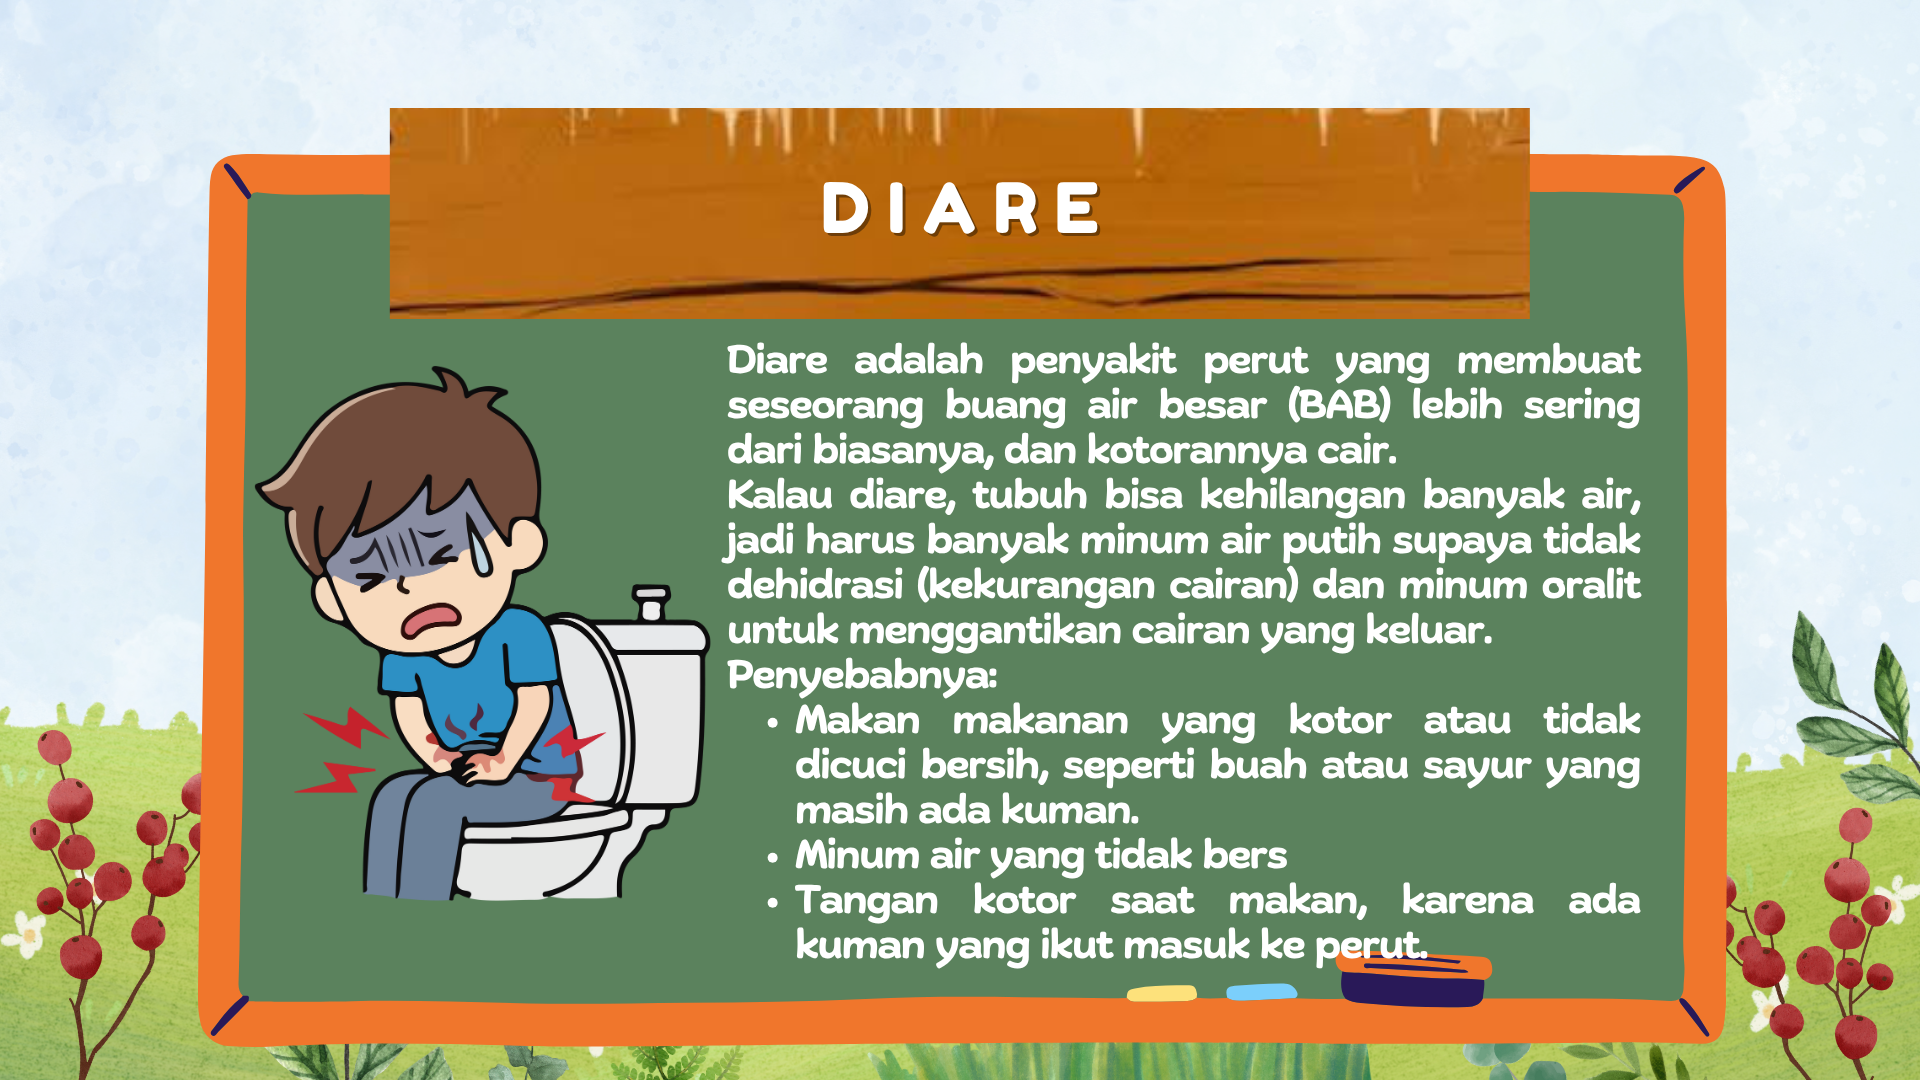 DIARE
Diare adalah penyakit perut yang membuat
seseorang buang air besar (BAB) lebih sering
dari biasanya, dan kotorannya cair.
Kalau diare, tubuh bisa kehilangan banyak air,
jadi harus banyak minum air putih supaya tidak
dehidrasi (kekurangan cairan) dan minum oralit
untuk menggantikan cairan yang keluar.
Penyebabnya:
• Makan makanan yang kotor atau tidak
dicuci bersih, seperti buah atau sayur yang
masih ada kuman.
• Minum air yang tidak bers
• Tangan kotor saat makan, karena ada
kuman yang ikut masuk ke perut.